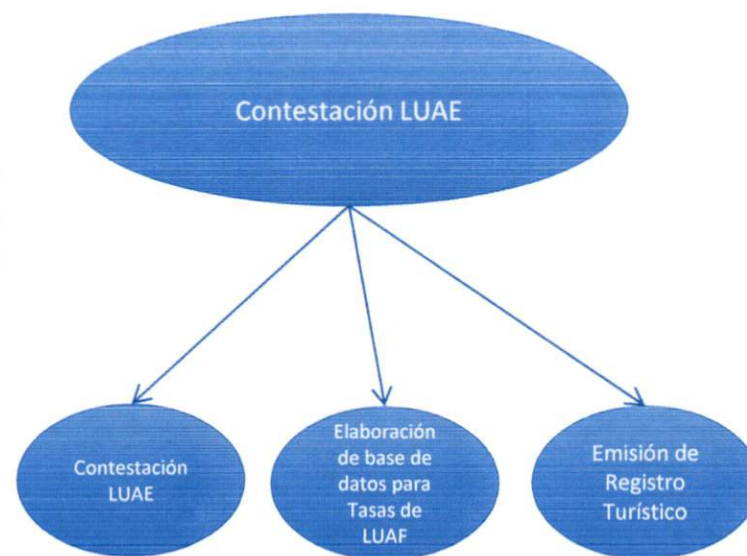 Contestación LUAE
Contestación
LUAE
Elaboración
de base de
datos para
Tasas de
LUAF
Emisión de
Registro
Turístico